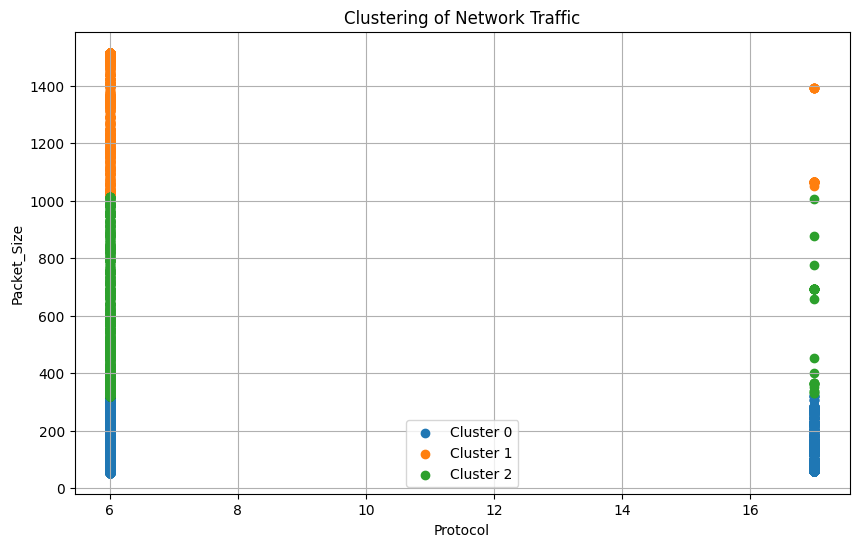 Clustering of Network Traffic
Packet_Size
1400
1200
1000
800
600
400
200
0
Cluster 0
Cluster 1
Cluster 2
6 8 10 12 14 16
Protocol